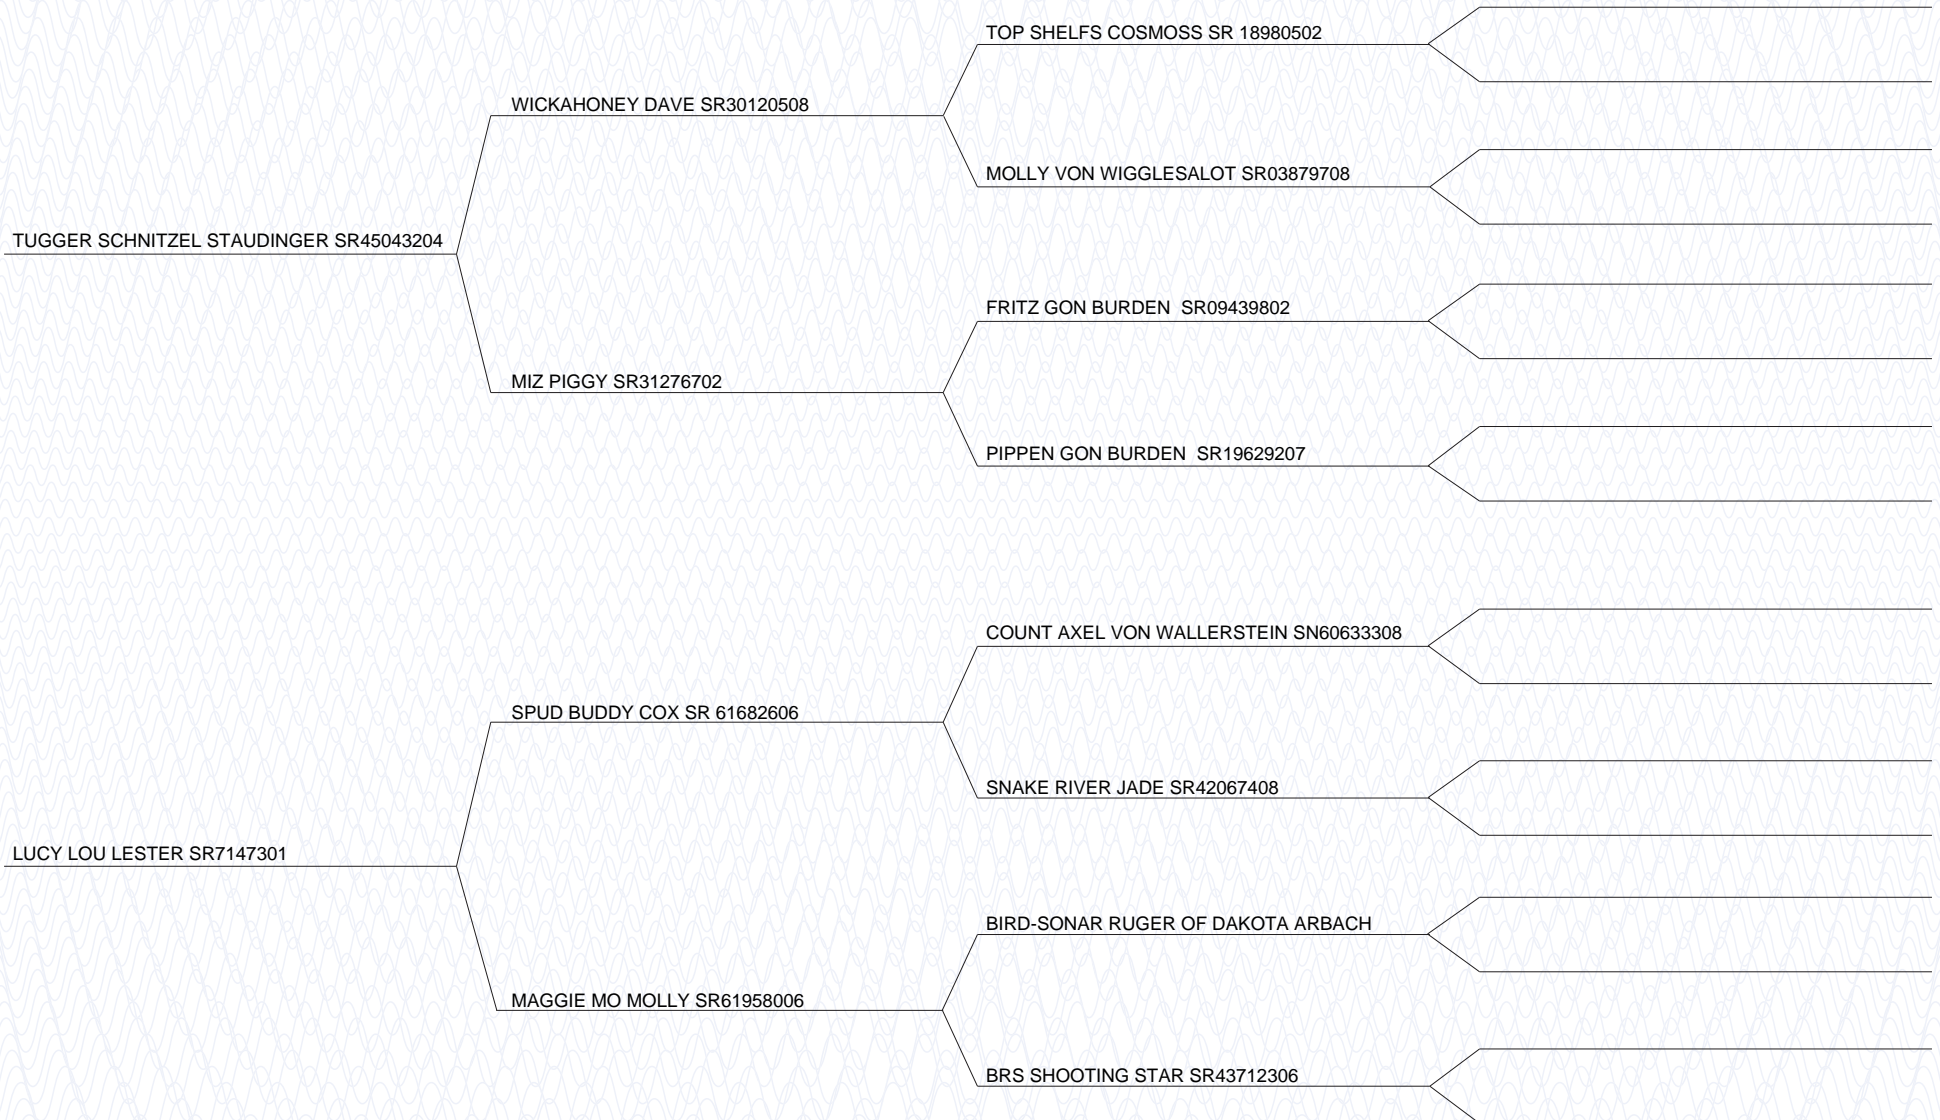 TOP SHELFS COSMOSS SR 18980502
WICKAHONEY DAVE SR30120508
MOLLY VON WIGGLESALOT SR03879708
TUGGER SCHNITZEL STAUDINGER SR45043204
FRITZ GON BURDEN  SR09439802
MIZ PIGGY SR31276702
PIPPEN GON BURDEN  SR19629207
COUNT AXEL VON WALLERSTEIN SN60633308
SPUD BUDDY COX SR 61682606
SNAKE RIVER JADE SR42067408
LUCY LOU LESTER SR7147301
BIRD-SONAR RUGER OF DAKOTA ARBACH
MAGGIE MO MOLLY SR61958006
BRS SHOOTING STAR SR43712306